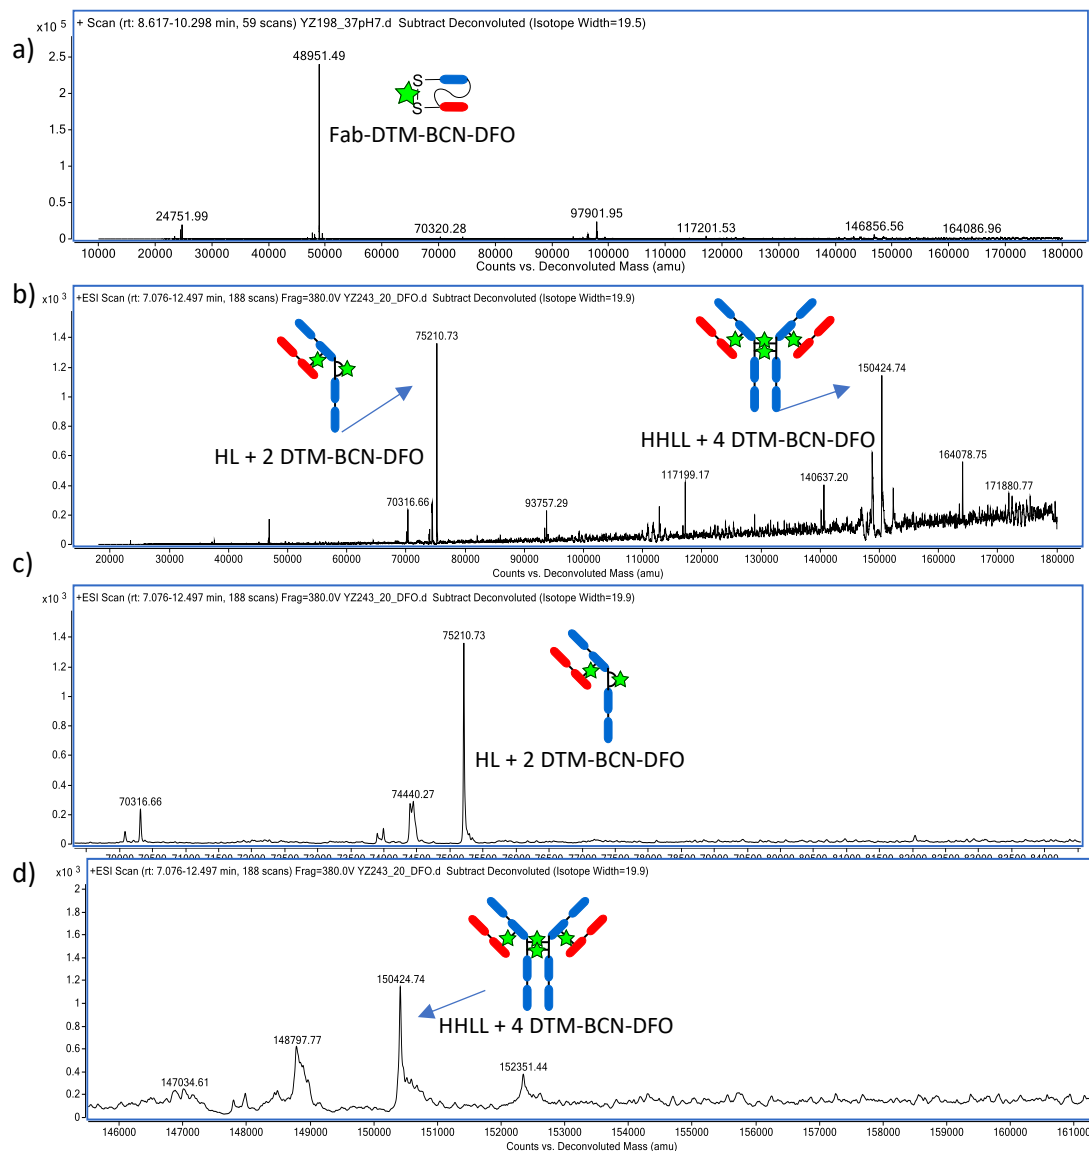 a)
+ Scan (rt: 8.617-10.298 min, 59 scans) YZ198_37pH7.d Subtract Deconvoluted (Isotope Width=19.5)
x10 5
2.5
2
1.5
1
0.5
0
48951.49
S
S
Fab-DTM-BCN-DFO
24751.99
70320.28
97901.95
117201.53
146856.56
164086.96
10000 20000 30000 40000 50000 60000 70000 80000 90000 100000 110000 120000 130000 140000 150000 160000 170000 180000
Counts vs. Deconvoluted Mass (amu)
b)
+ESI Scan (rt: 7.076-12.497 min, 188 scans) Frag=380.0V YZ243_20_DFO.d Subtract Deconvoluted (Isotope Width=19.9)
x10 3
1.4
1.2
1
0.8
0.6
0.4
0.2
0
75210.73
150424.74
HL + 2 DTM-BCN-DFO
HHLL + 4 DTM-BCN-DFO
70316.66
93757.29
117199.17
140637.20
164078.75
171880.77
20000 30000 40000 50000 60000 70000 80000 90000 100000 110000 120000 130000 140000 150000 160000 170000 180000
Counts vs. Deconvoluted Mass (amu)
c)
+ESI Scan (rt: 7.076-12.497 min, 188 scans) Frag=380.0V YZ243_20_DFO.d Subtract Deconvoluted (Isotope Width=19.9)
x10 3
1.4
1.2
1
0.8
0.6
0.4
0.2
0
75210.73
HL + 2 DTM-BCN-DFO
70316.66
74440.27
d)
+ESI Scan (rt: 7.076-12.497 min, 188 scans) Frag=380.0V YZ243_20_DFO.d Subtract Deconvoluted (Isotope Width=19.9)
x10 3
2
1.8
1.6
1.4
1.2
1
0.8
0.6
0.4
0.2
0
150424.74
HHLL + 4 DTM-BCN-DFO
148797.77
147034.61
152351.44
146000 147000 148000 149000 150000 151000 152000 153000 154000 155000 156000 157000 158000 159000 160000 161000
Counts vs. Deconvoluted Mass (amu)